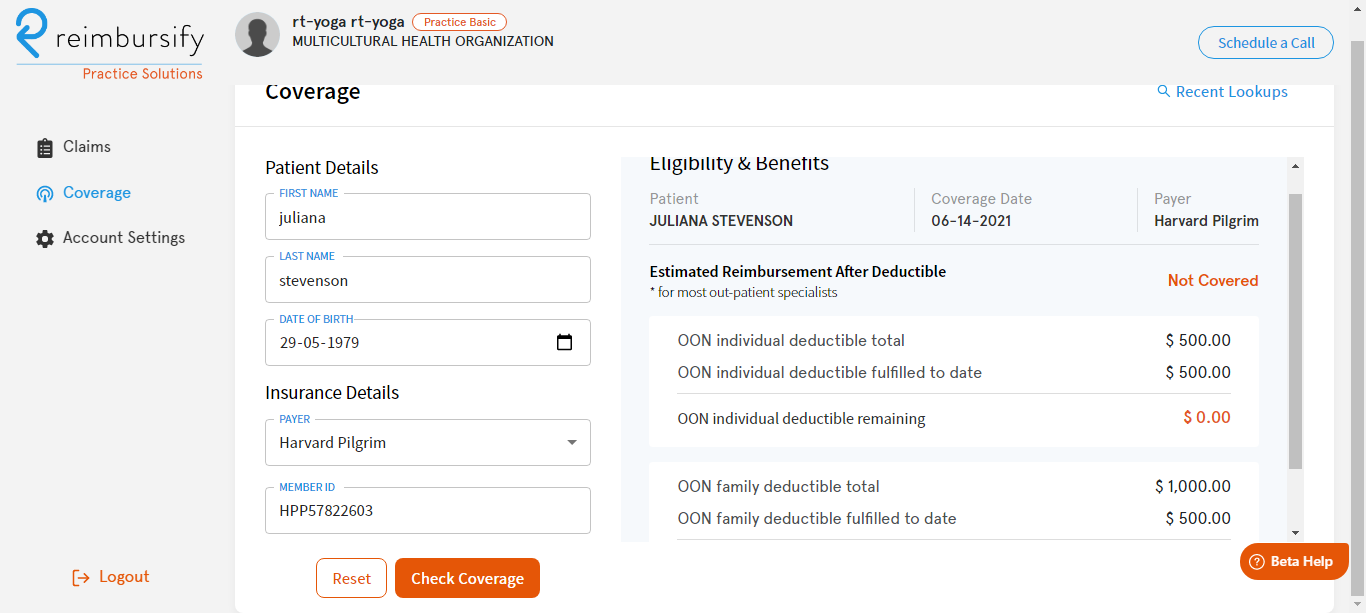 reimbursify
Practice Solutions
rt-yoga rt-yoga Practice Basic
MULTICULTURAL HEALTH ORGANIZATION
Schedule a Call
Claims
Coverage
Account Settings
Logout
Coverage
Recent Lookups
Patient Details
FIRST NAME
juliana
LAST NAME
stevenson
DATE OF BIRTH
29-05-1979
Insurance Details
PAYER
Harvard Pilgrim
MEMBER ID
HPP57822603
Reset
Check Coverage
Eligibility & Benefits
Patient
JULIANA STEVENSON
Coverage Date
06-14-2021
Payer
Harvard Pilgrim
Estimated Reimbursement After Deductible
* for most out-patient specialists
Not Covered
OON individual deductible total $ 500.00
OON individual deductible fulfilled to date $ 500.00
OON individual deductible remaining $ 0.00
OON family deductible total $ 1,000.00
OON family deductible fulfilled to date $ 500.00
? Beta Help